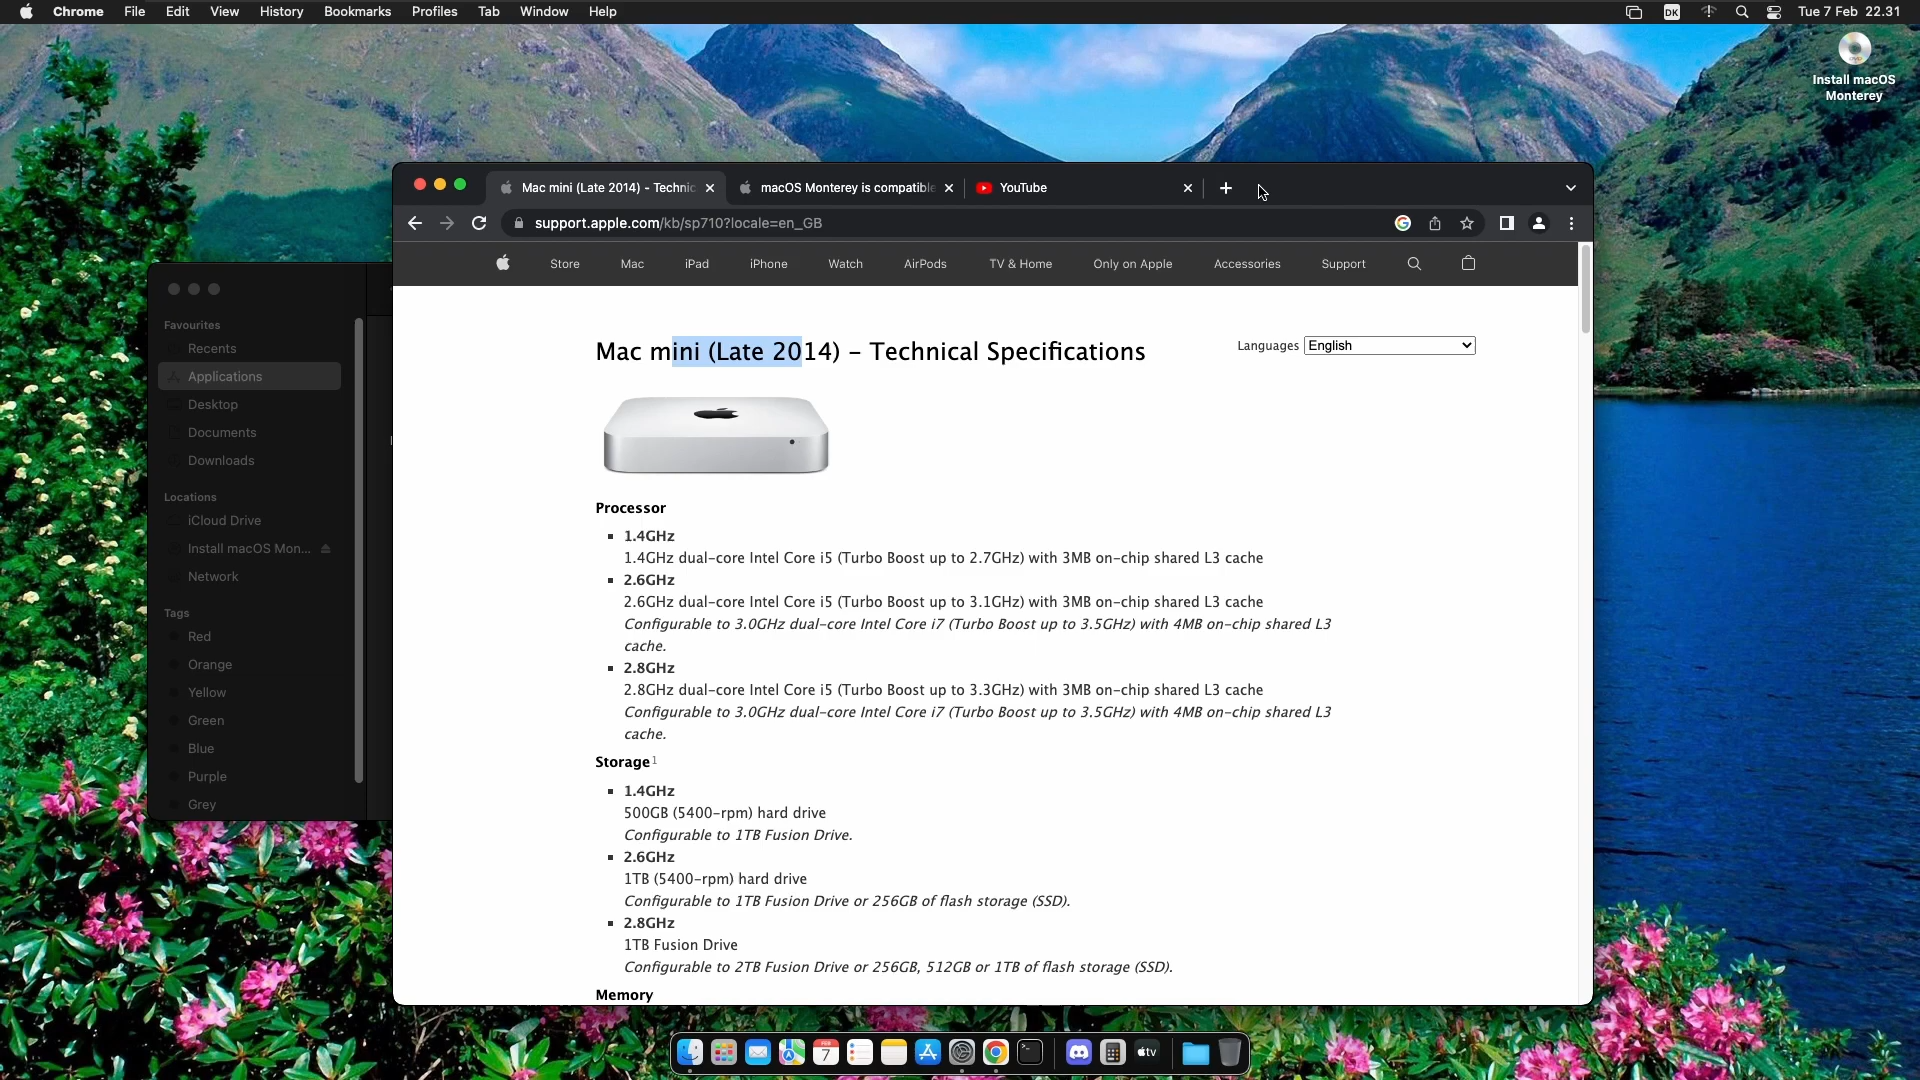 Chrome File Edit View History Bookmarks Profiles Tab Window Help
DK Tue 7 Feb 22.31
Install macOS
Monterey
Mac mini (Late 2014) - Technic
macOS Monterey is compatible
YouTube
support.apple.com/kb/sp710?locale=en_GB
Store Mac iPad iPhone Watch AirPods TV & Home Only on Apple Accessories Support
Favourites
Recents
Applications
Desktop
Documents
Downloads
Locations
iCloud Drive
Install macOS Mon...
Network
Tags
Red
Orange
Yellow
Green
Blue
Purple
Grey
Mac mini (Late 2014) – Technical Specifications
Languages English
Processor
1.4GHz
1.4GHz dual-core Intel Core i5 (Turbo Boost up to 2.7GHz) with 3MB on-chip shared L3 cache
2.6GHz
2.6GHz dual-core Intel Core i5 (Turbo Boost up to 3.1GHz) with 3MB on-chip shared L3 cache
Configurable to 3.0GHz dual-core Intel Core i7 (Turbo Boost up to 3.5GHz) with 4MB on-chip shared L3
cache.
2.8GHz
2.8GHz dual-core Intel Core i5 (Turbo Boost up to 3.3GHz) with 3MB on-chip shared L3 cache
Configurable to 3.0GHz dual-core Intel Core i7 (Turbo Boost up to 3.5GHz) with 4MB on-chip shared L3
cache.
Storage1
1.4GHz
500GB (5400-rpm) hard drive
Configurable to 1TB Fusion Drive.
2.6GHz
1TB (5400-rpm) hard drive
Configurable to 1TB Fusion Drive or 256GB of flash storage (SSD).
2.8GHz
1TB Fusion Drive
Configurable to 2TB Fusion Drive or 256GB, 512GB or 1TB of flash storage (SSD).
Memory
FEB
7
tv